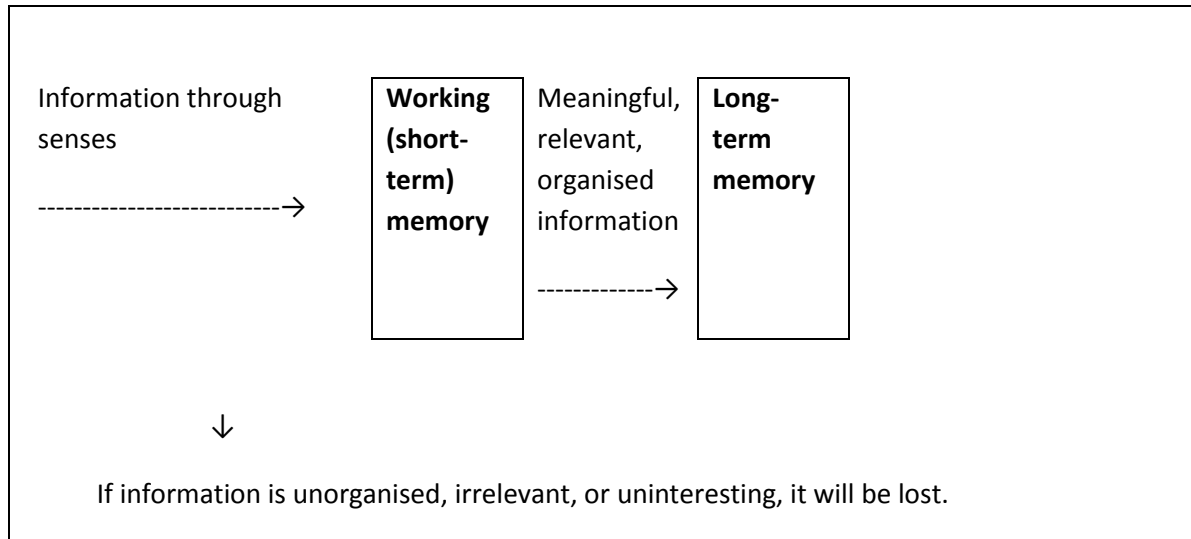 Information through
senses
---------------------------→
Working
(short-
term)
memory
Meaningful,
relevant,
organised
information
-------------→
Long-
term
memory
↓
If information is unorganised, irrelevant, or uninteresting, it will be lost.